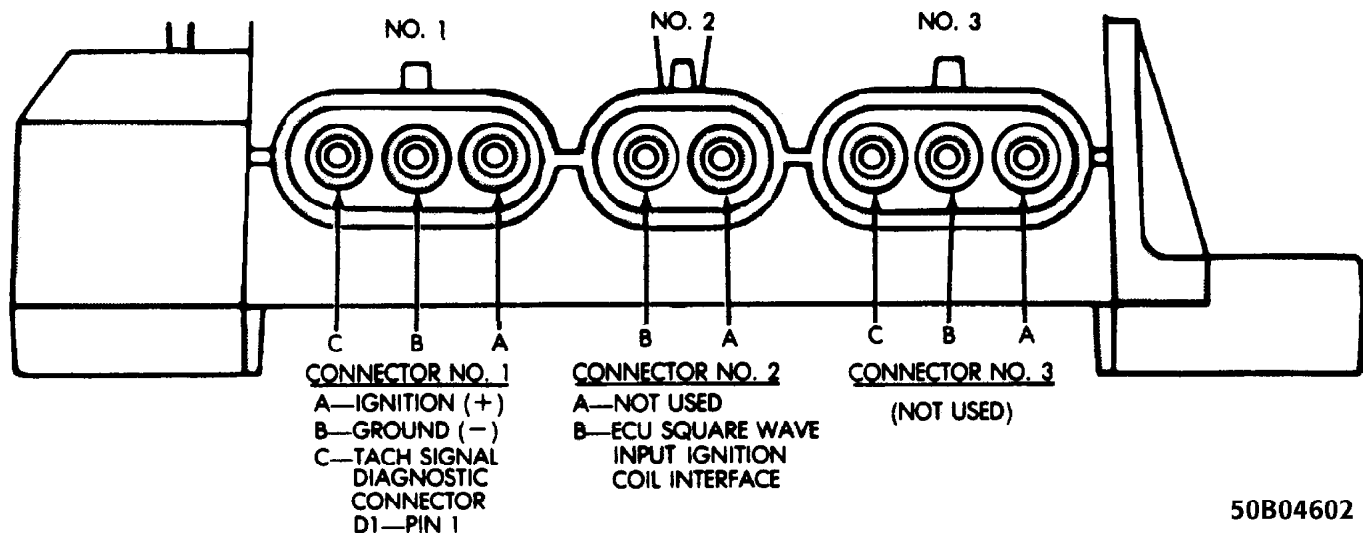 NO. 1
NO. 2
NO. 3
C B A
B A
C B A
CONNECTOR NO. 1
A—IGNITION (+)
B—GROUND (—)
C—TACH SIGNAL
DIAGNOSTIC
CONNECTOR
D1—PIN 1
CONNECTOR NO. 2
A—NOT USED
B—ECU SQUARE WAVE
INPUT IGNITION
COIL INTERFACE
CONNECTOR NO. 3
(NOT USED)
50B04602